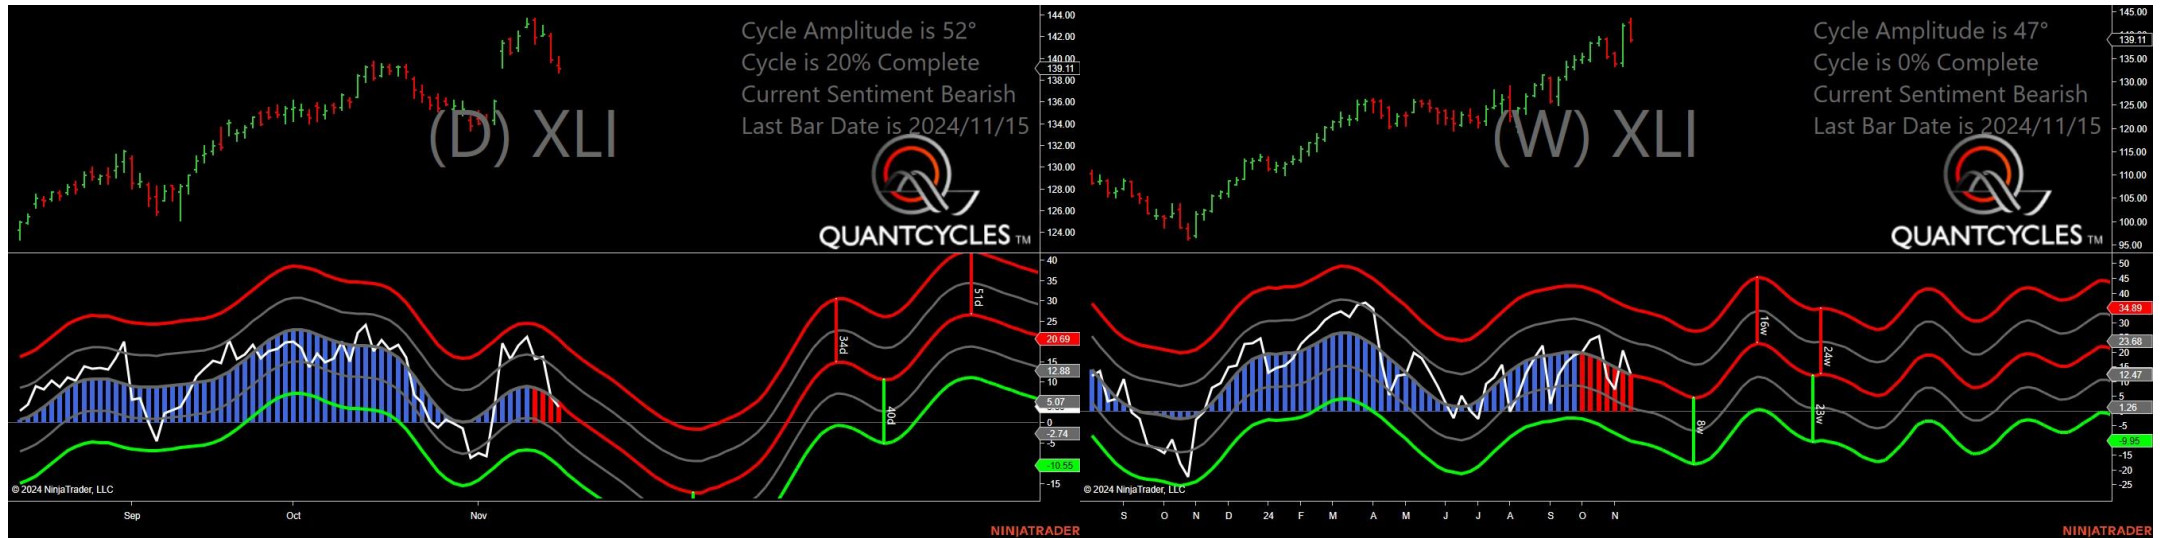 Cycle Amplitude is 52°
Cycle is 20% Complete
Current Sentiment Bearish
Last Bar Date is 2024/11/15
(D) XLI
QUANTCYCLES TM
144.00
142.00
140.00
139.11
138.00
136.00
134.00
132.00
130.00
128.00
126.00
124.00
40
35
30
25
20.69
15
12.88
10
5.07
0
-2.74
-5
-10.55
-15
34d
40d
51d
© 2024 NinjaTrader, LLC
Sep
Oct
Nov
NINJATRADER
Cycle Amplitude is 47°
Cycle is 0% Complete
Current Sentiment Bearish
Last Bar Date is 2024/11/15
(W) XLI
QUANTCYCLES TM
145.00
139.11
135.00
130.00
125.00
120.00
115.00
110.00
105.00
100.00
95.00
50
45
40
34.89
30
23.68
20
12.47
10
5
1.26
-5
-9.95
-15
-20
-25
8w
16w
23w
24w
© 2024 NinjaTrader, LLC
S
O
N
D
24
F
M
A
M
J
J
A
S
O
N
NINJATRADER